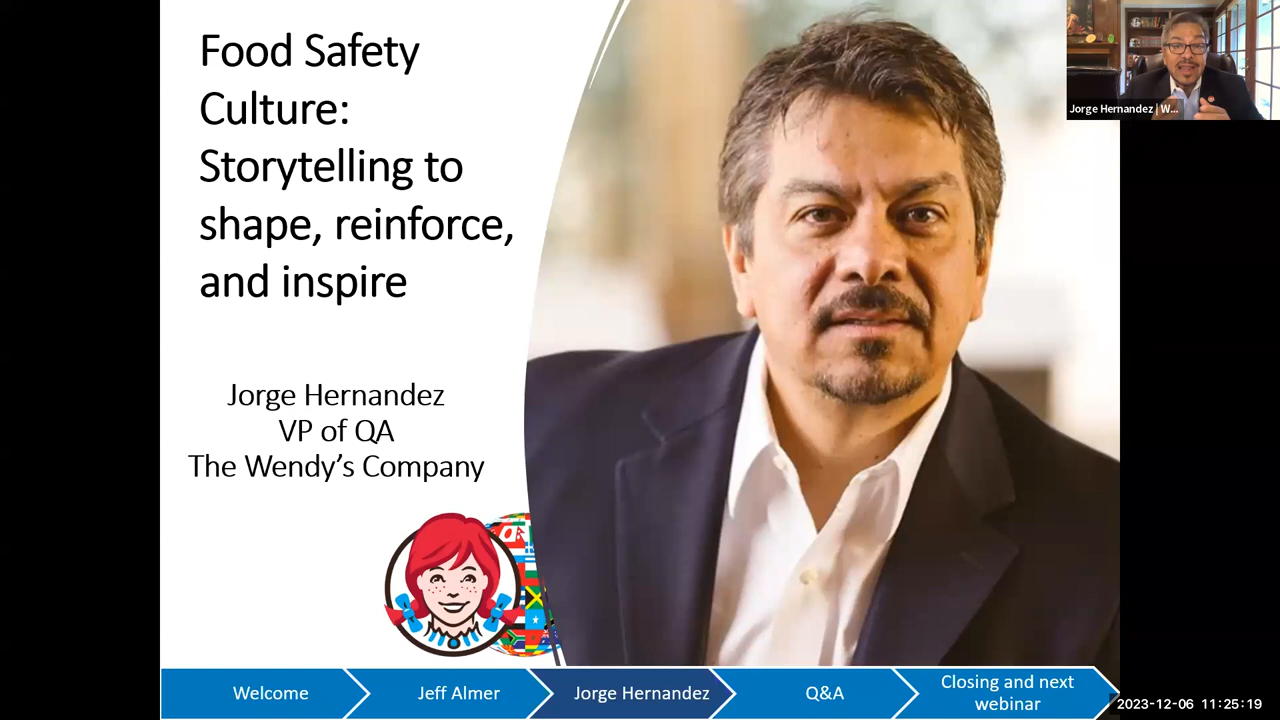 Food Safety
Culture:
Storytelling to
shape, reinforce,
and inspire
Jorge Hernandez | W...
Jorge Hernandez
VP of QA
The Wendy's Company
Welcome
Jeff Almer
Jorge Hernandez
Q&A
Closing and next
webinar
2023-12-06 11:25:19